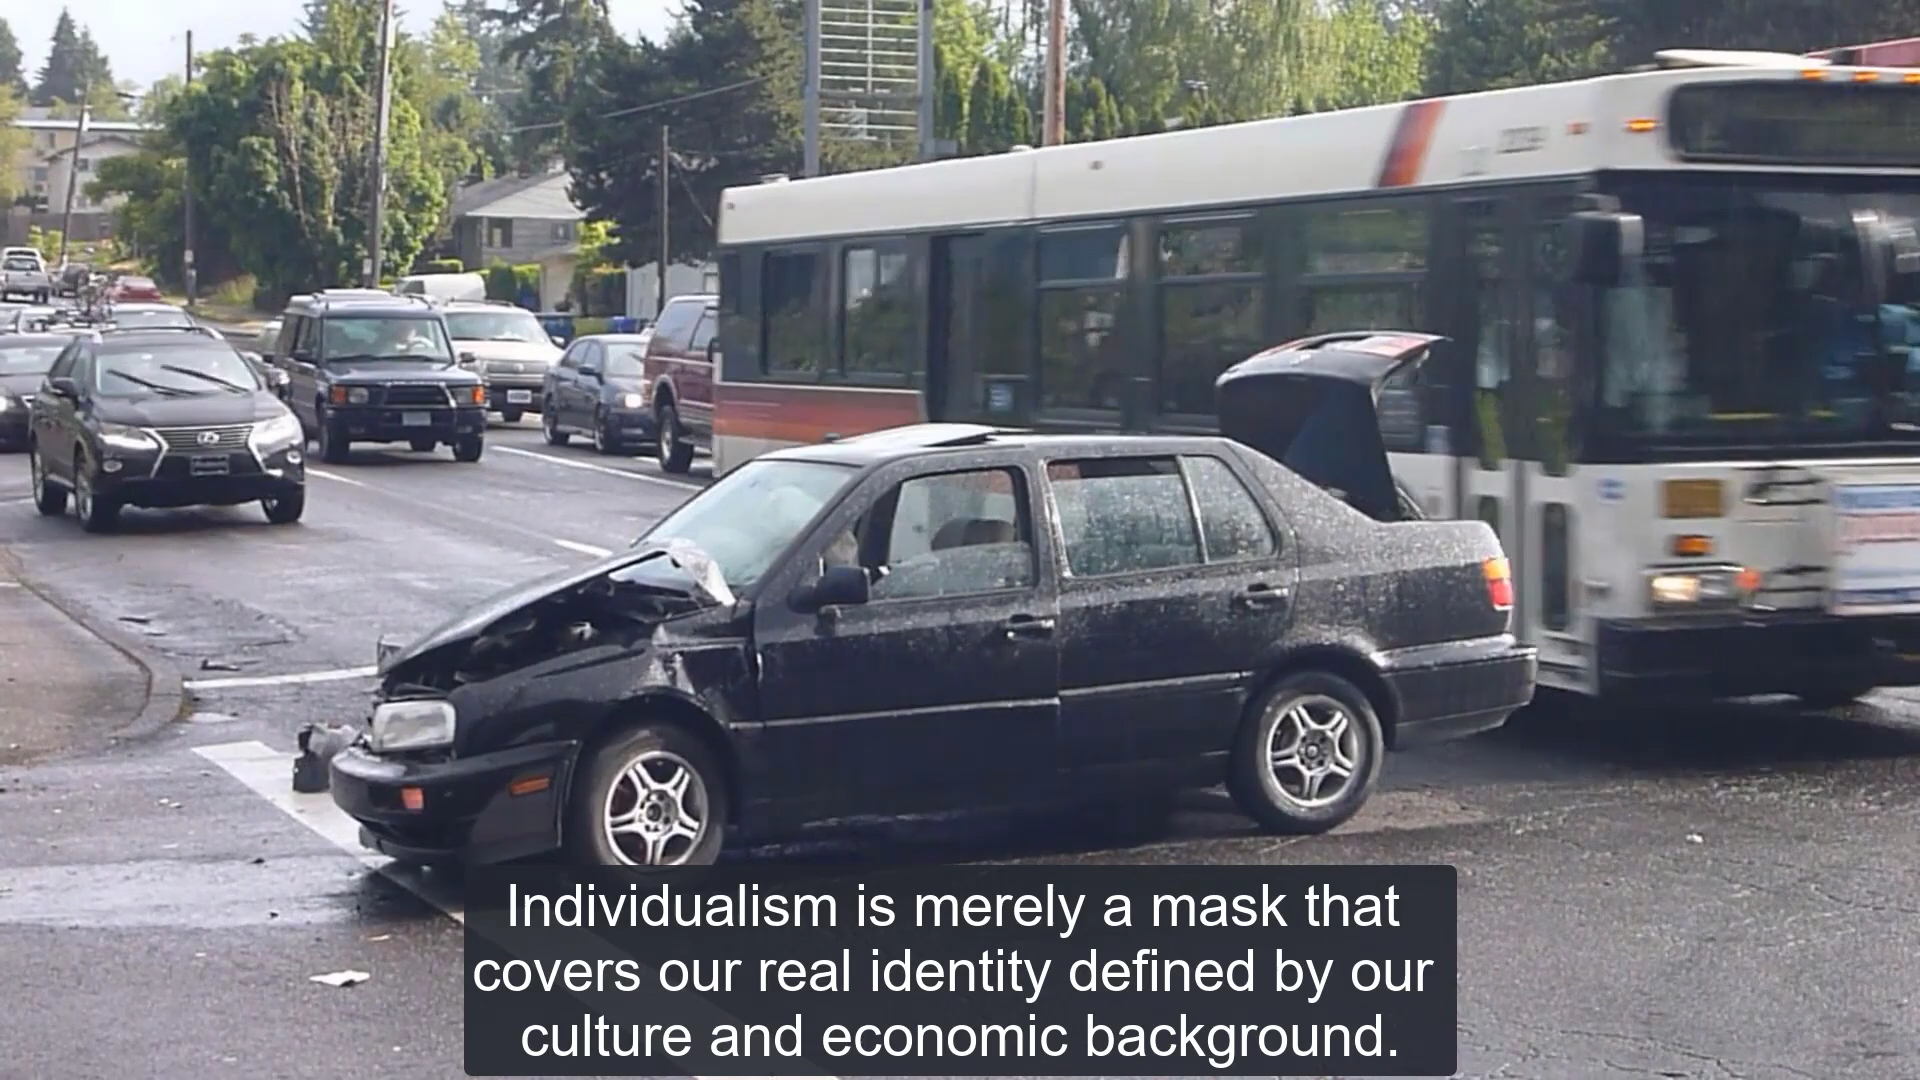 Individualism is merely a mask that
covers our real identity defined by our
culture and economic background.